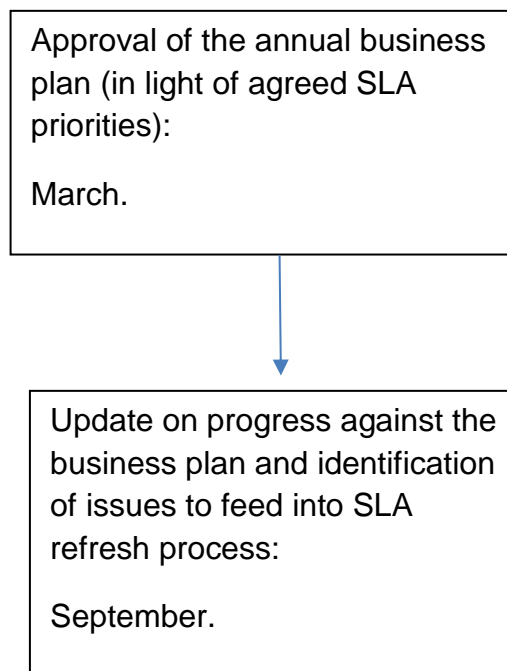 Approval of the annual business
plan (in light of agreed SLA
priorities):
March.
Update on progress against the
business plan and identification
of issues to feed into SLA
refresh process:
September.